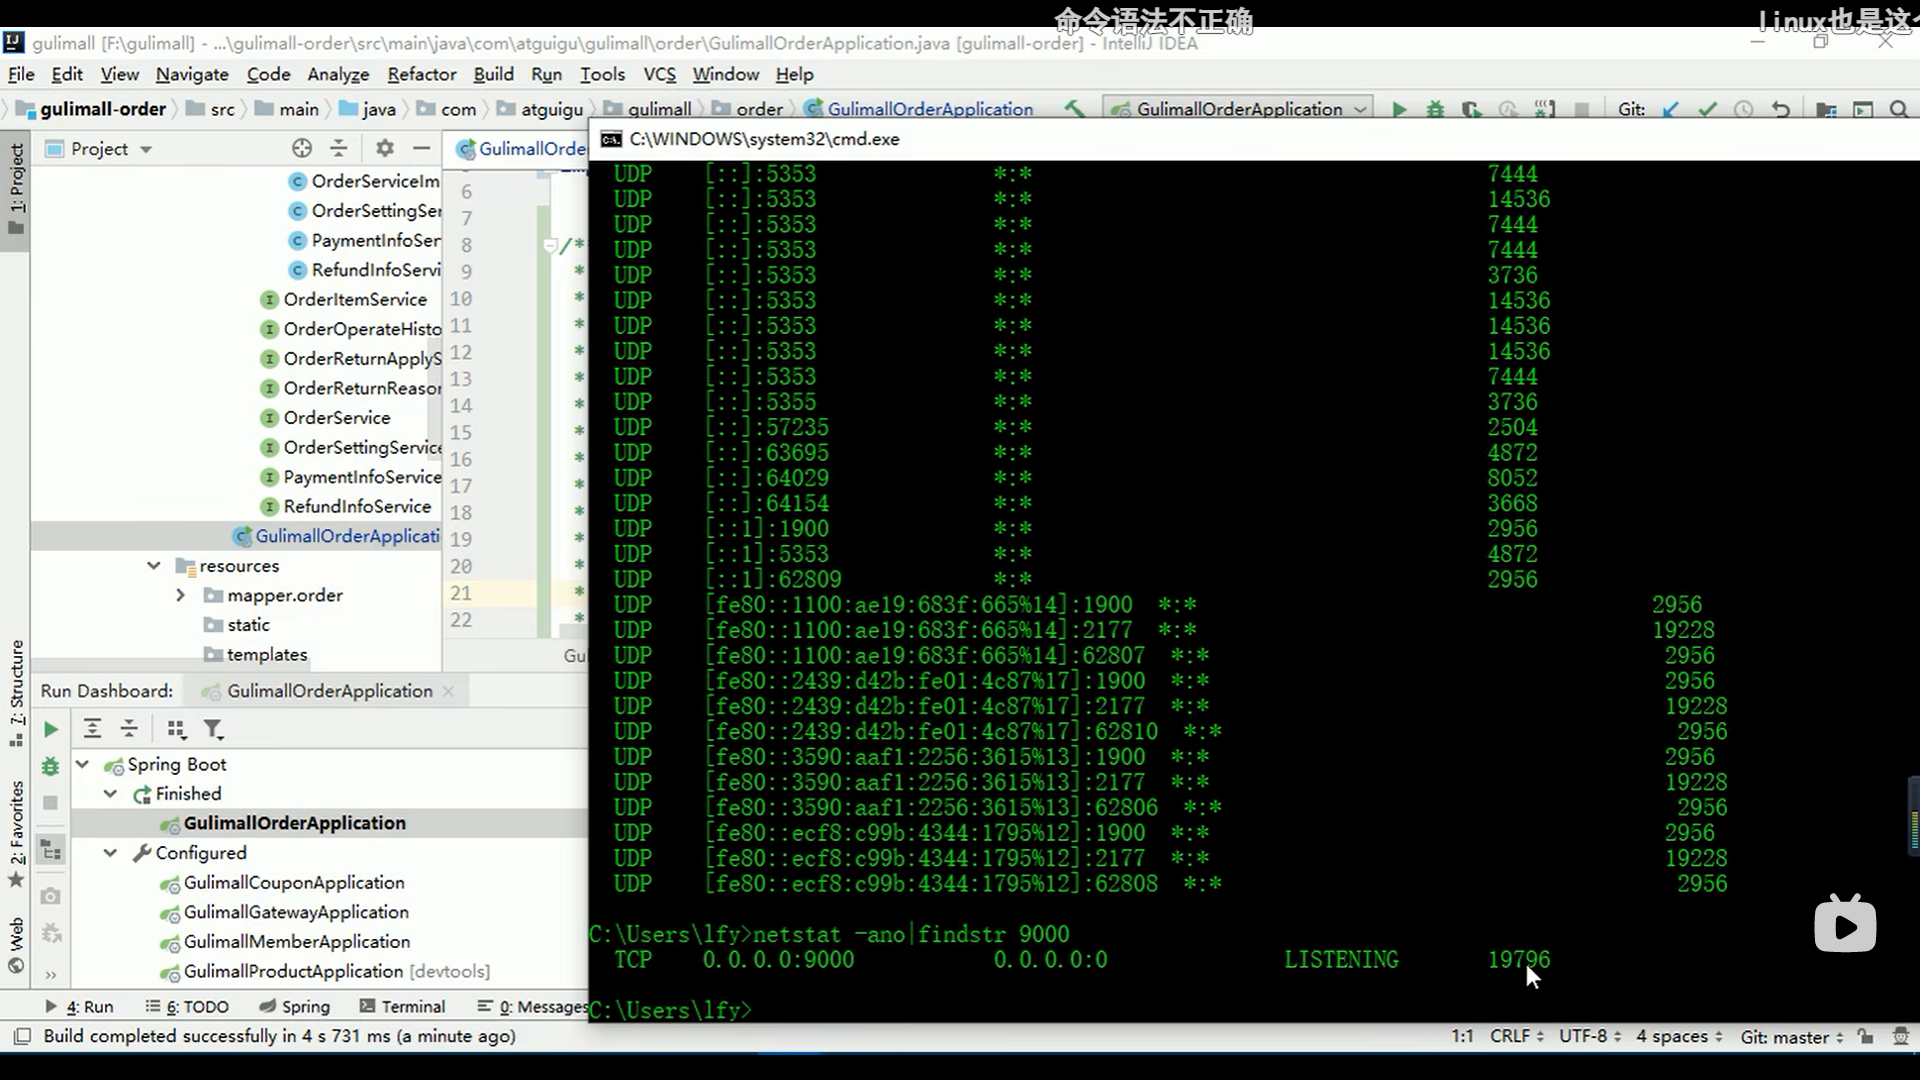 命令语法不正确
linux也是这个
gulimall [F:\gulimall] - ...\gulimall-order\src\main\java\com\atguigu\gulimall\order\GulimallOrderApplication.java [gulimall-order] - IntelliJ IDEA
File Edit View Navigate Code Analyze Refactor Build Run Tools VCS Window Help
gulimall-order src main java com atguigu gulimall order GulimallOrderApplication GulimallOrderApplication Git:
1: Project
Project
GulimallOrde
OrderServiceIm
OrderSettingSer
PaymentInfoSer
RefundInfoServi
OrderItemService
OrderOperateHisto
OrderReturnApplyS
OrderReturnReason
OrderService
OrderSettingService
PaymentInfoService
RefundInfoService
GulimallOrderApplicati
resources
mapper.order
static
templates
6
7
8 /*
9 *
10 *
11 *
12 *
13 *
14 *
15 *
16 *
17 *
18 *
19 *
20 *
21 *
22 *
Gu
7: Structure
2: Favorites
Web
Run Dashboard: GulimallOrderApplication
Spring Boot
Finished
GulimallOrderApplication
Configured
GulimallCouponApplication
GulimallGatewayApplication
GulimallMemberApplication
GulimallProductApplication [devtools]
4: Run 6: TODO Spring Terminal 0: Messages
Build completed successfully in 4 s 731 ms (a minute ago)
1:1 CRLF UTF-8 4 spaces Git: master
C:\WINDOWS\system32\cmd.exe
UDP [::]:5353 *:* 7444
UDP [::]:5353 *:* 14536
UDP [::]:5353 *:* 7444
UDP [::]:5353 *:* 7444
UDP [::]:5353 *:* 3736
UDP [::]:5353 *:* 14536
UDP [::]:5353 *:* 14536
UDP [::]:5353 *:* 14536
UDP [::]:5353 *:* 7444
UDP [::]:5355 *:* 3736
UDP [::]:57235 *:* 2504
UDP [::]:63695 *:* 4872
UDP [::]:64029 *:* 8052
UDP [::]:64154 *:* 3668
UDP [::1]:1900 *:* 2956
UDP [::1]:5353 *:* 4872
UDP [::1]:62809 *:* 2956
UDP [fe80::1100:ae19:683f:665%14]:1900 *:* 2956
UDP [fe80::1100:ae19:683f:665%14]:2177 *:* 19228
UDP [fe80::1100:ae19:683f:665%14]:62807 *:* 2956
UDP [fe80::2439:d42b:fe01:4c87%17]:1900 *:* 2956
UDP [fe80::2439:d42b:fe01:4c87%17]:2177 *:* 19228
UDP [fe80::2439:d42b:fe01:4c87%17]:62810 *:* 2956
UDP [fe80::3590:aaf1:2256:3615%13]:1900 *:* 2956
UDP [fe80::3590:aaf1:2256:3615%13]:2177 *:* 19228
UDP [fe80::3590:aaf1:2256:3615%13]:62806 *:* 2956
UDP [fe80::ecf8:c99b:4344:1795%12]:1900 *:* 2956
UDP [fe80::ecf8:c99b:4344:1795%12]:2177 *:* 19228
UDP [fe80::ecf8:c99b:4344:1795%12]:62808 *:* 2956
C:\Users\lfy>netstat -ano|findstr 9000
TCP 0.0.0.0:9000 0.0.0.0:0 LISTENING 19796
C:\Users\lfy>